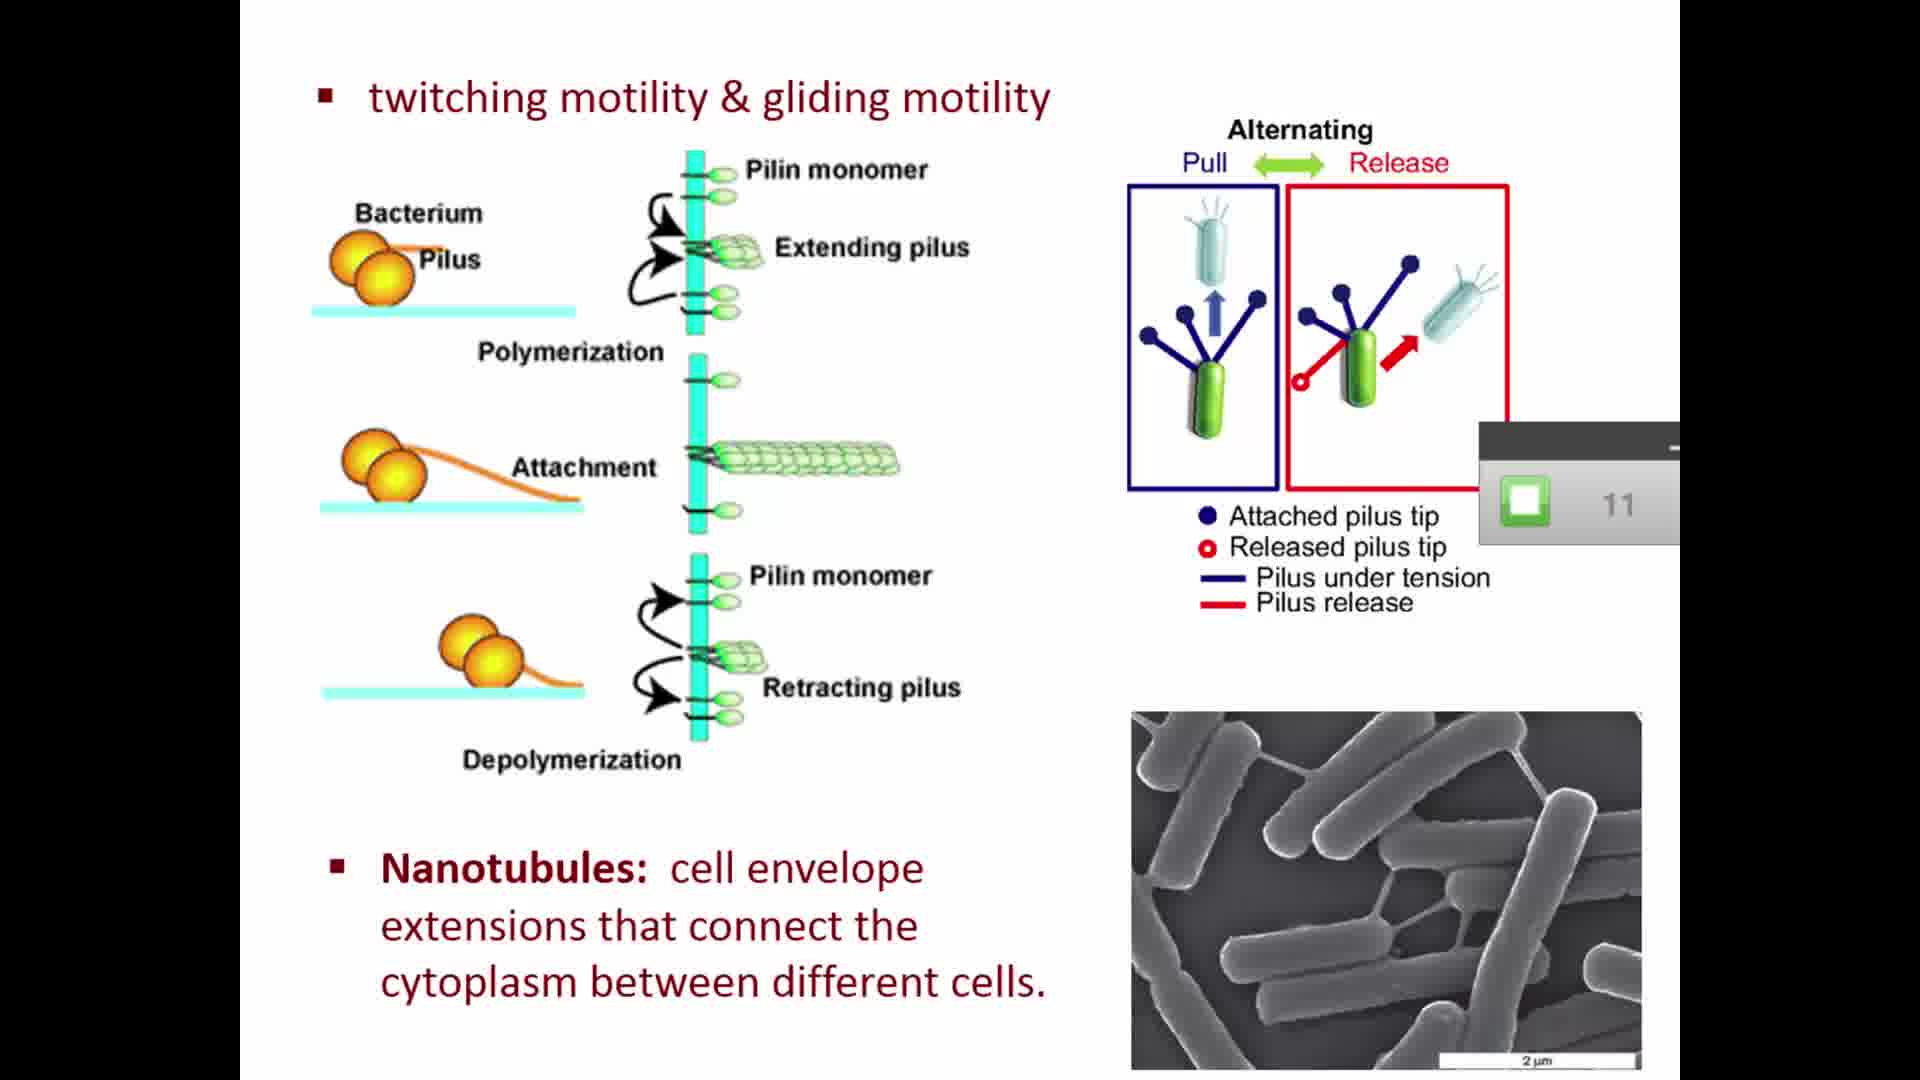 ▪ twitching motility & gliding motility
Bacterium
Pilus
Pilin monomer
Extending pilus
Polymerization
Attachment
Pilin monomer
Retracting pilus
Depolymerization
Alternating
Pull Release
Attached pilus tip
Released pilus tip
Pilus under tension
Pilus release
11
▪ Nanotubules: cell envelope
extensions that connect the
cytoplasm between different cells.
2 µm